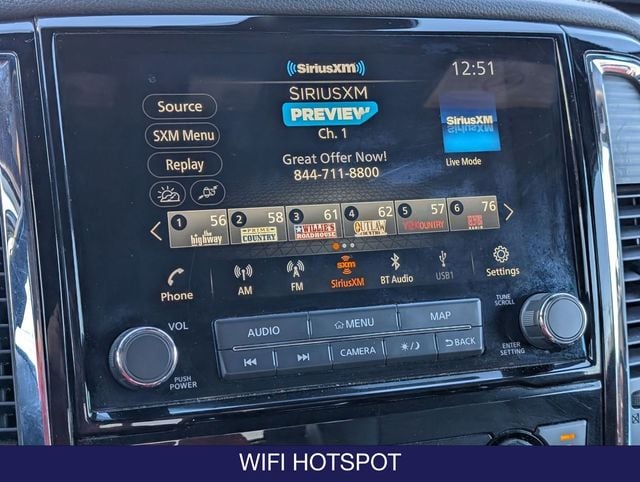 SiriusXM
12:51
SIRIUSXM
PREVIEW
Ch. 1
Source
SXM Menu
Replay
SiriusXM
Live Mode
Great Offer Now!
844-711-8800
1 56 the highway
2 58 PRIME COUNTRY
3 61 WILLIE'S ROADHOUSE
4 62 OUTLAW COUNTRY
5 57 Y2KOUNTRY
6 76
Phone
AM
FM
sxm
SiriusXM
BT Audio
USB1
Settings
VOL
PUSH
POWER
AUDIO
MENU
MAP
CAMERA
BACK
TUNE
SCROLL
ENTER
SETTING
WIFI HOTSPOT